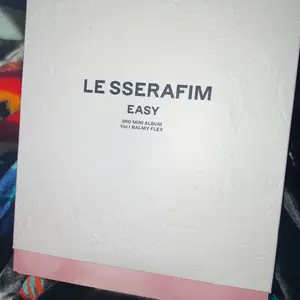 LE SSERAFIM
EASY
3RD MINI ALBUM
Vol.1 BALMY FLEX